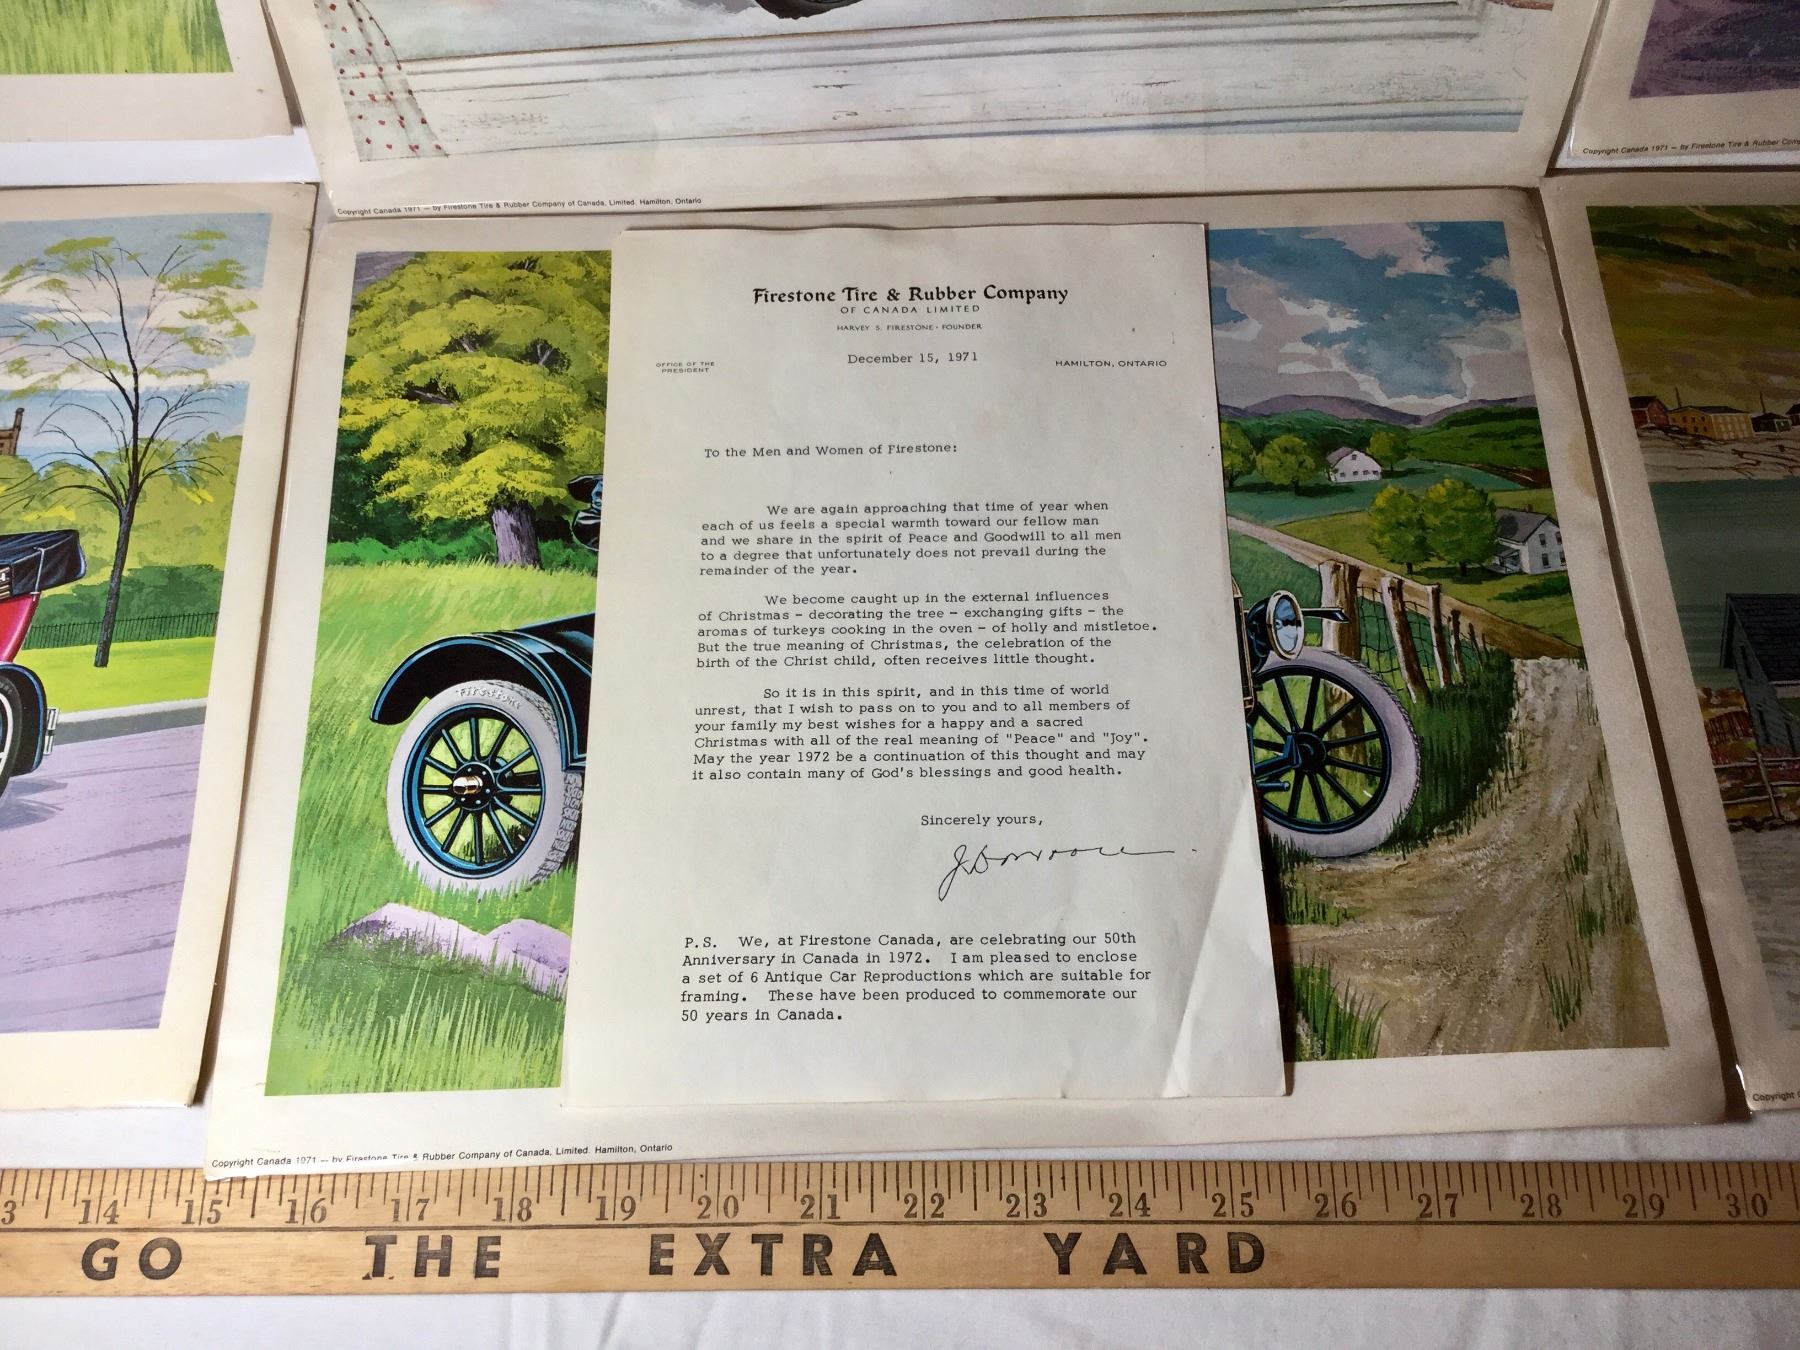 Copyright Canada 1971 — by Firestone Tire & Rubber Company of Canada, Limited. Hamilton, Ontario
Copyright Canada 1971 — by Firestone Tire & Rubber
Firestone Tire & Rubber Company
OF CANADA LIMITED
HARVEY S. FIRESTONE · FOUNDER
OFFICE OF THE
PRESIDENT
December 15, 1971
HAMILTON, ONTARIO
To the Men and Women of Firestone:
We are again approaching that time of year when
each of us feels a special warmth toward our fellow man
and we share in the spirit of Peace and Goodwill to all men
to a degree that unfortunately does not prevail during the
remainder of the year.
We become caught up in the external influences
of Christmas - decorating the tree - exchanging gifts - the
aromas of turkeys cooking in the oven - of holly and mistletoe.
But the true meaning of Christmas, the celebration of the
birth of the Christ child, often receives little thought.
So it is in this spirit, and in this time of world
unrest, that I wish to pass on to you and to all members of
your family my best wishes for a happy and a sacred
Christmas with all of the real meaning of "Peace" and "Joy".
May the year 1972 be a continuation of this thought and may
it also contain many of God's blessings and good health.
Sincerely yours,
P.S. We, at Firestone Canada, are celebrating our 50th
Anniversary in Canada in 1972. I am pleased to enclose
a set of 6 Antique Car Reproductions which are suitable for
framing. These have been produced to commemorate our
50 years in Canada.
Firestone
Copyright
Copyright Canada 1971 — by Firestone Tire & Rubber Company of Canada, Limited. Hamilton, Ontario
3 14 15 16 17 18 19 20 21 22 23 24 25 26 27 28 29 30
GO THE EXTRA YARD